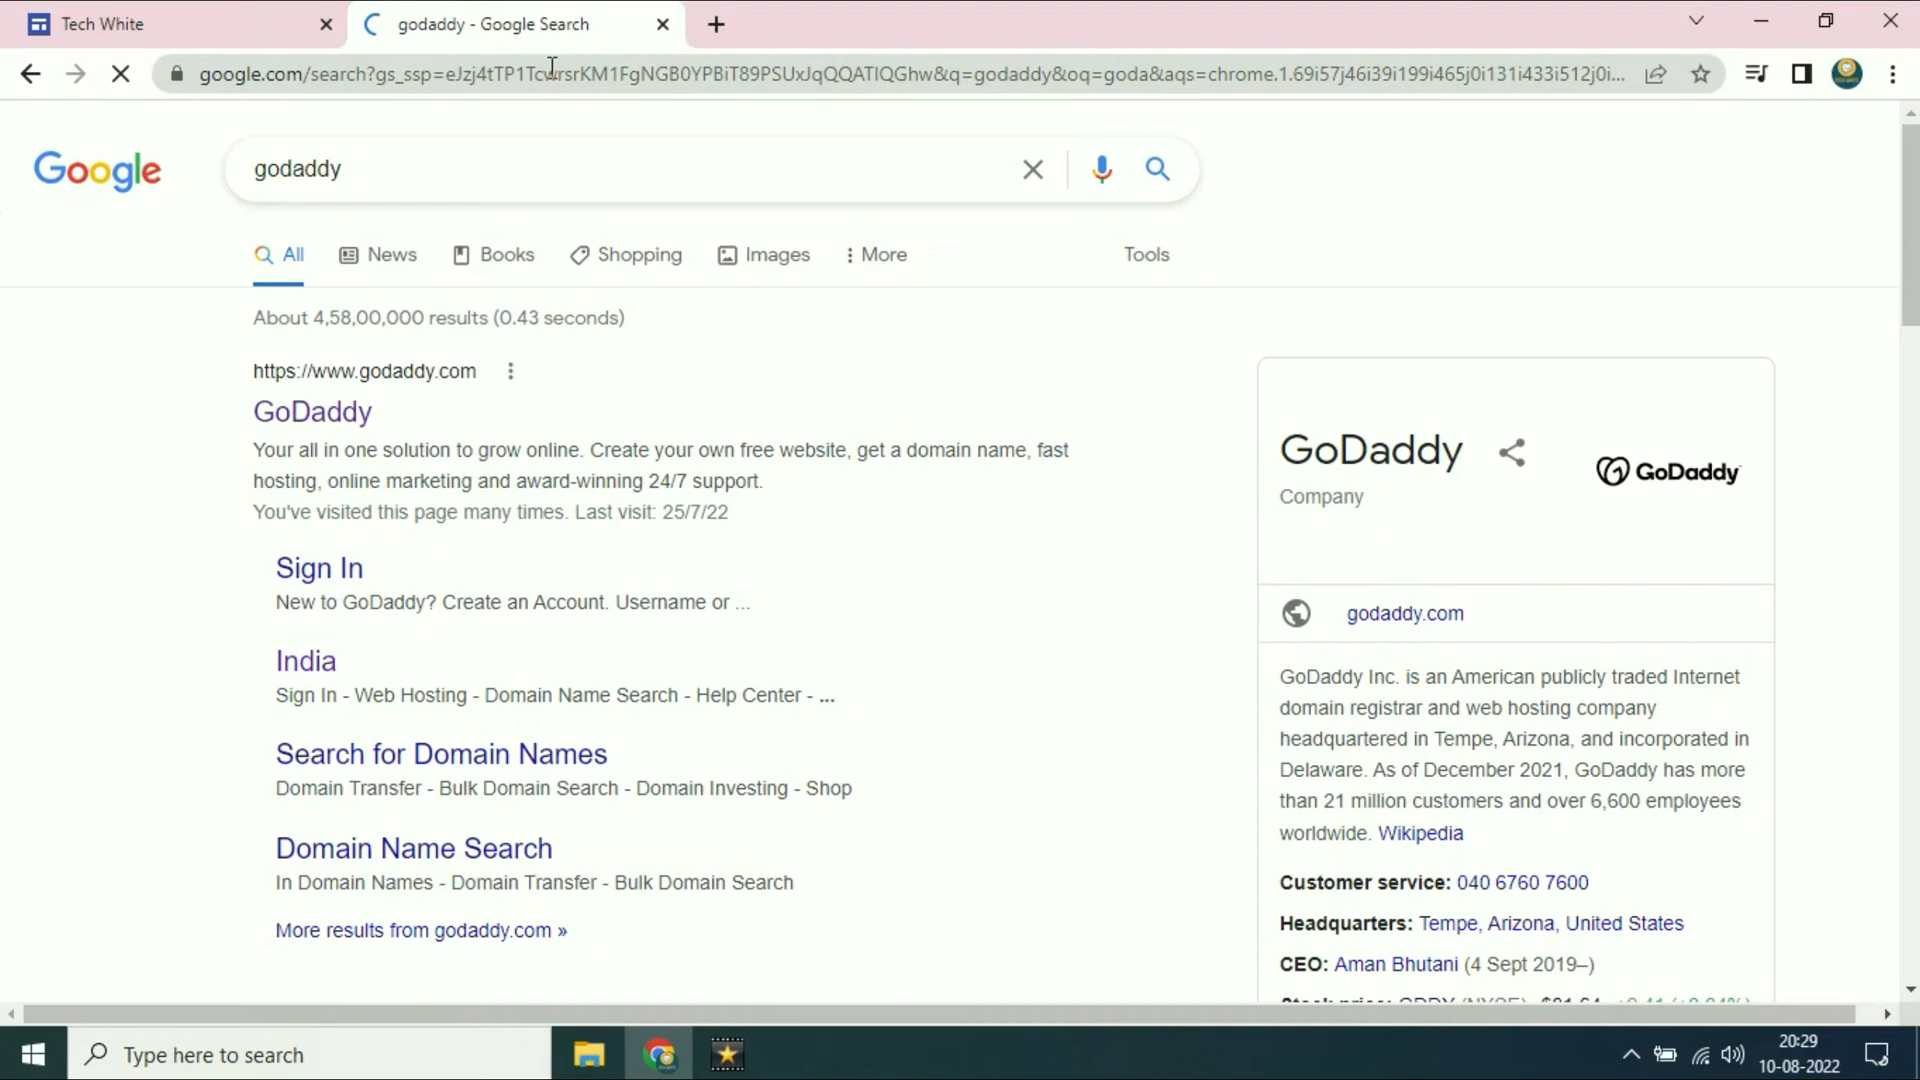 Tech White
godaddy - Google Search
google.com/search?gs_ssp=eJzj4tTP1TcwrsrKM1FgNGB0YPBiT89PSUxJqQQATIQGhw&q=godaddy&oq=goda&aqs=chrome.1.69i57j46i39i199i465j0i131i433i512j0i...
Google
godaddy
All
News
Books
Shopping
Images
More
Tools
About 4,58,00,000 results (0.43 seconds)
https://www.godaddy.com
GoDaddy
Your all in one solution to grow online. Create your own free website, get a domain name, fast
hosting, online marketing and award-winning 24/7 support.
You've visited this page many times. Last visit: 25/7/22
Sign In
New to GoDaddy? Create an Account. Username or ...
India
Sign In - Web Hosting - Domain Name Search - Help Center - ...
Search for Domain Names
Domain Transfer - Bulk Domain Search - Domain Investing - Shop
Domain Name Search
In Domain Names - Domain Transfer - Bulk Domain Search
More results from godaddy.com »
GoDaddy
GoDaddy
Company
godaddy.com
GoDaddy Inc. is an American publicly traded Internet
domain registrar and web hosting company
headquartered in Tempe, Arizona, and incorporated in
Delaware. As of December 2021, GoDaddy has more
than 21 million customers and over 6,600 employees
worldwide. Wikipedia
Customer service: 040 6760 7600
Headquarters: Tempe, Arizona, United States
CEO: Aman Bhutani (4 Sept 2019–)
Type here to search
20:29
10-08-2022